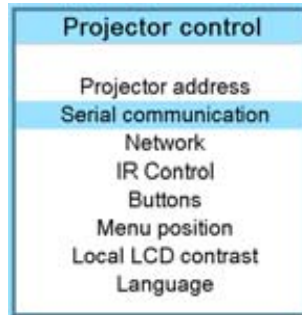 Projector control
Projector address
Serial communication
Network
IR Control
Buttons
Menu position
Local LCD contrast
Language